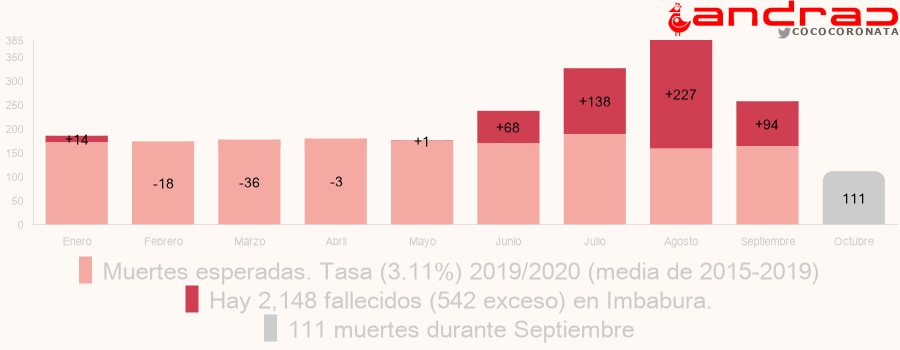 andrac
COCOCORONATA
385
350
300
250
200
150
100
50
0
+14
-18
-36
-3
+1
+68
+138
+227
+94
111
Enero
Febrero
Marzo
Abril
Mayo
Junio
Julio
Agosto
Septiembre
Octubre
Muertes esperadas. Tasa (3.11%) 2019/2020 (media de 2015-2019)
Hay 2,148 fallecidos (542 exceso) en Imbabura.
111 muertes durante Septiembre